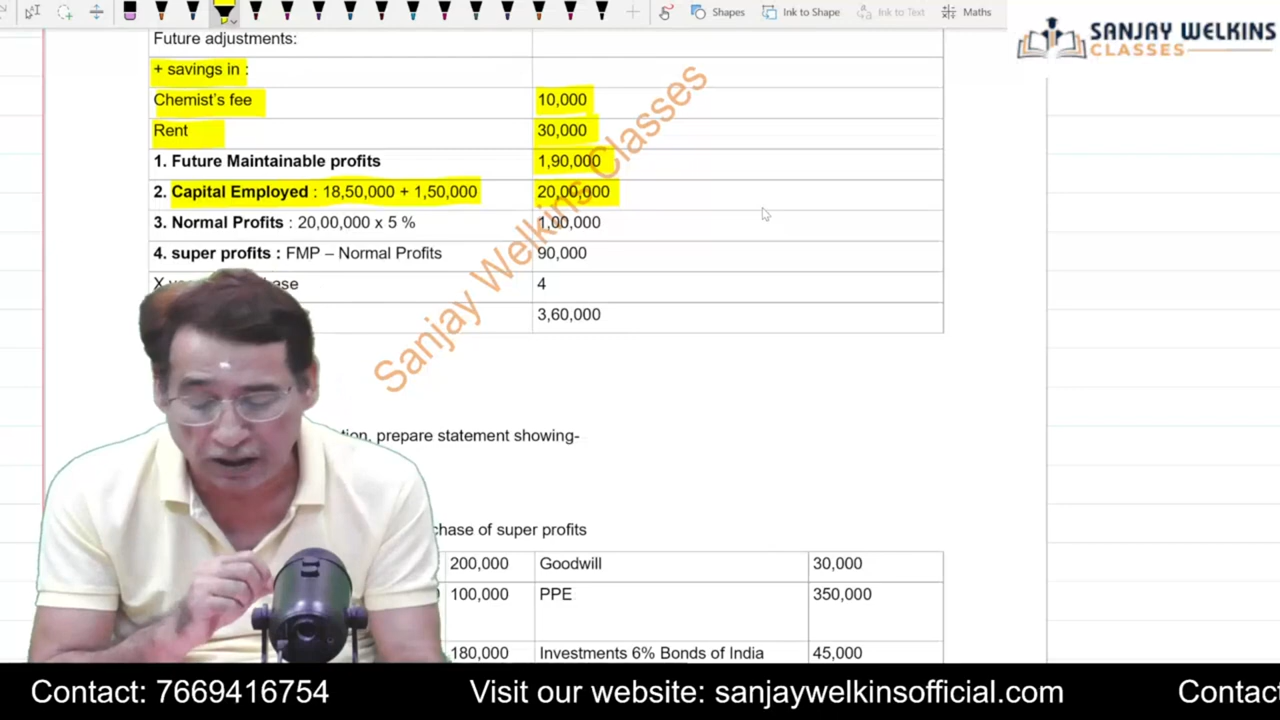 Shapes Ink to Shape Ink to Text Maths
SANJAY WELKINS
CLASSES
Future adjustments:
+ savings in :
Chemist's fee 10,000
Rent 30,000
1. Future Maintainable profits 1,90,000
2. Capital Employed : 18,50,000 + 1,50,000 20,00,000
3. Normal Profits : 20,00,000 x 5 % 1,00,000
4. super profits : FMP – Normal Profits 90,000
X 4
3,60,000
Sanjay Welkins Classes
prepare statement showing-
of super profits
200,000 Goodwill 30,000
100,000 PPE 350,000
180,000 Investments 6% Bonds of India 45,000
Contact: 7669416754 Visit our website: sanjaywelkinsofficial.com